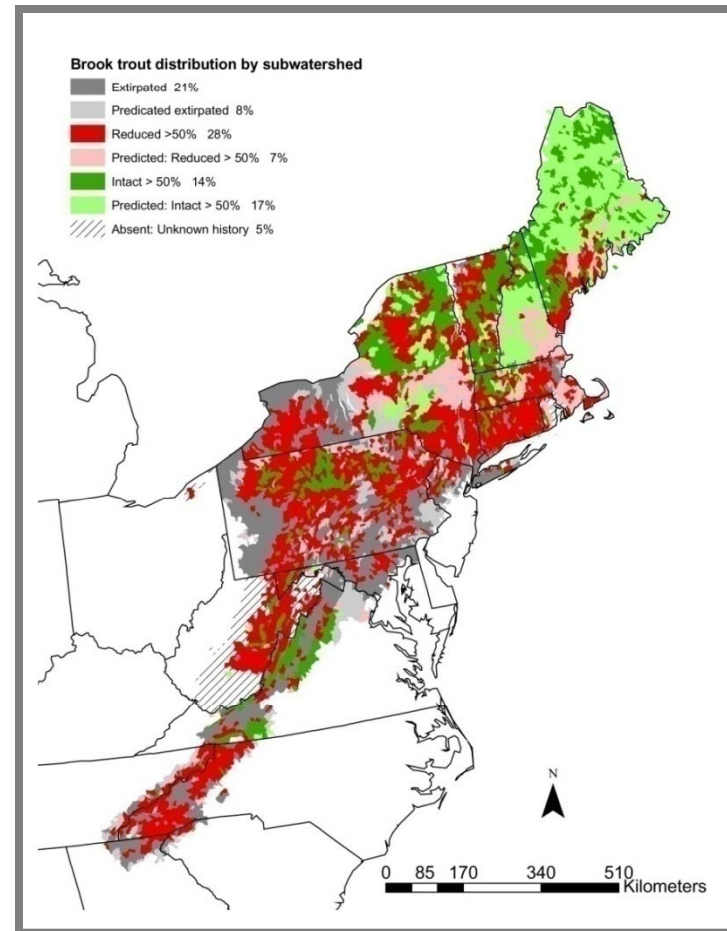 Brook trout distribution by subwatershed
Extirpated 21%
Predicated extirpated 8%
Reduced >50% 28%
Predicted: Reduced > 50% 7%
Intact > 50% 14%
Predicted: Intact > 50% 17%
Absent: Unknown history 5%
N
0 85 170 340 510
Kilometers